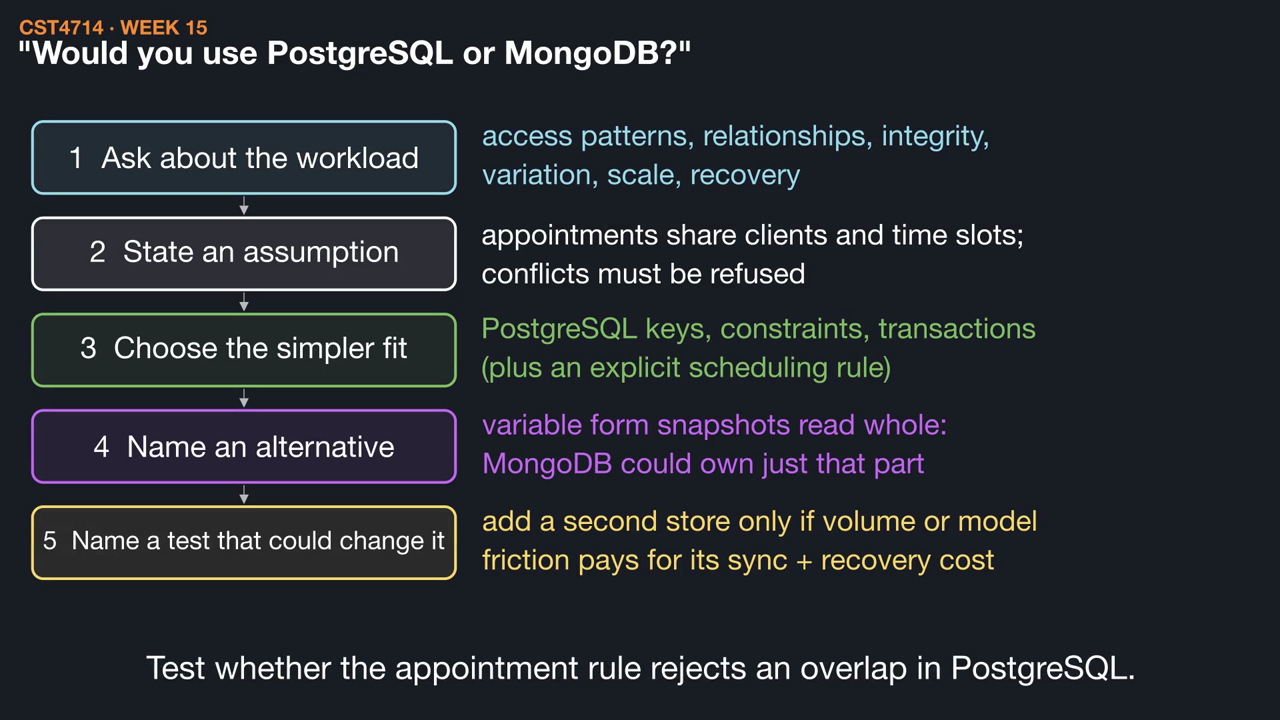 CST4714 · WEEK 15
"Would you use PostgreSQL or MongoDB?"
1 Ask about the workload
access patterns, relationships, integrity,
variation, scale, recovery
2 State an assumption
appointments share clients and time slots;
conflicts must be refused
3 Choose the simpler fit
PostgreSQL keys, constraints, transactions
(plus an explicit scheduling rule)
4 Name an alternative
variable form snapshots read whole:
MongoDB could own just that part
5 Name a test that could change it
add a second store only if volume or model
friction pays for its sync + recovery cost
Test whether the appointment rule rejects an overlap in PostgreSQL.